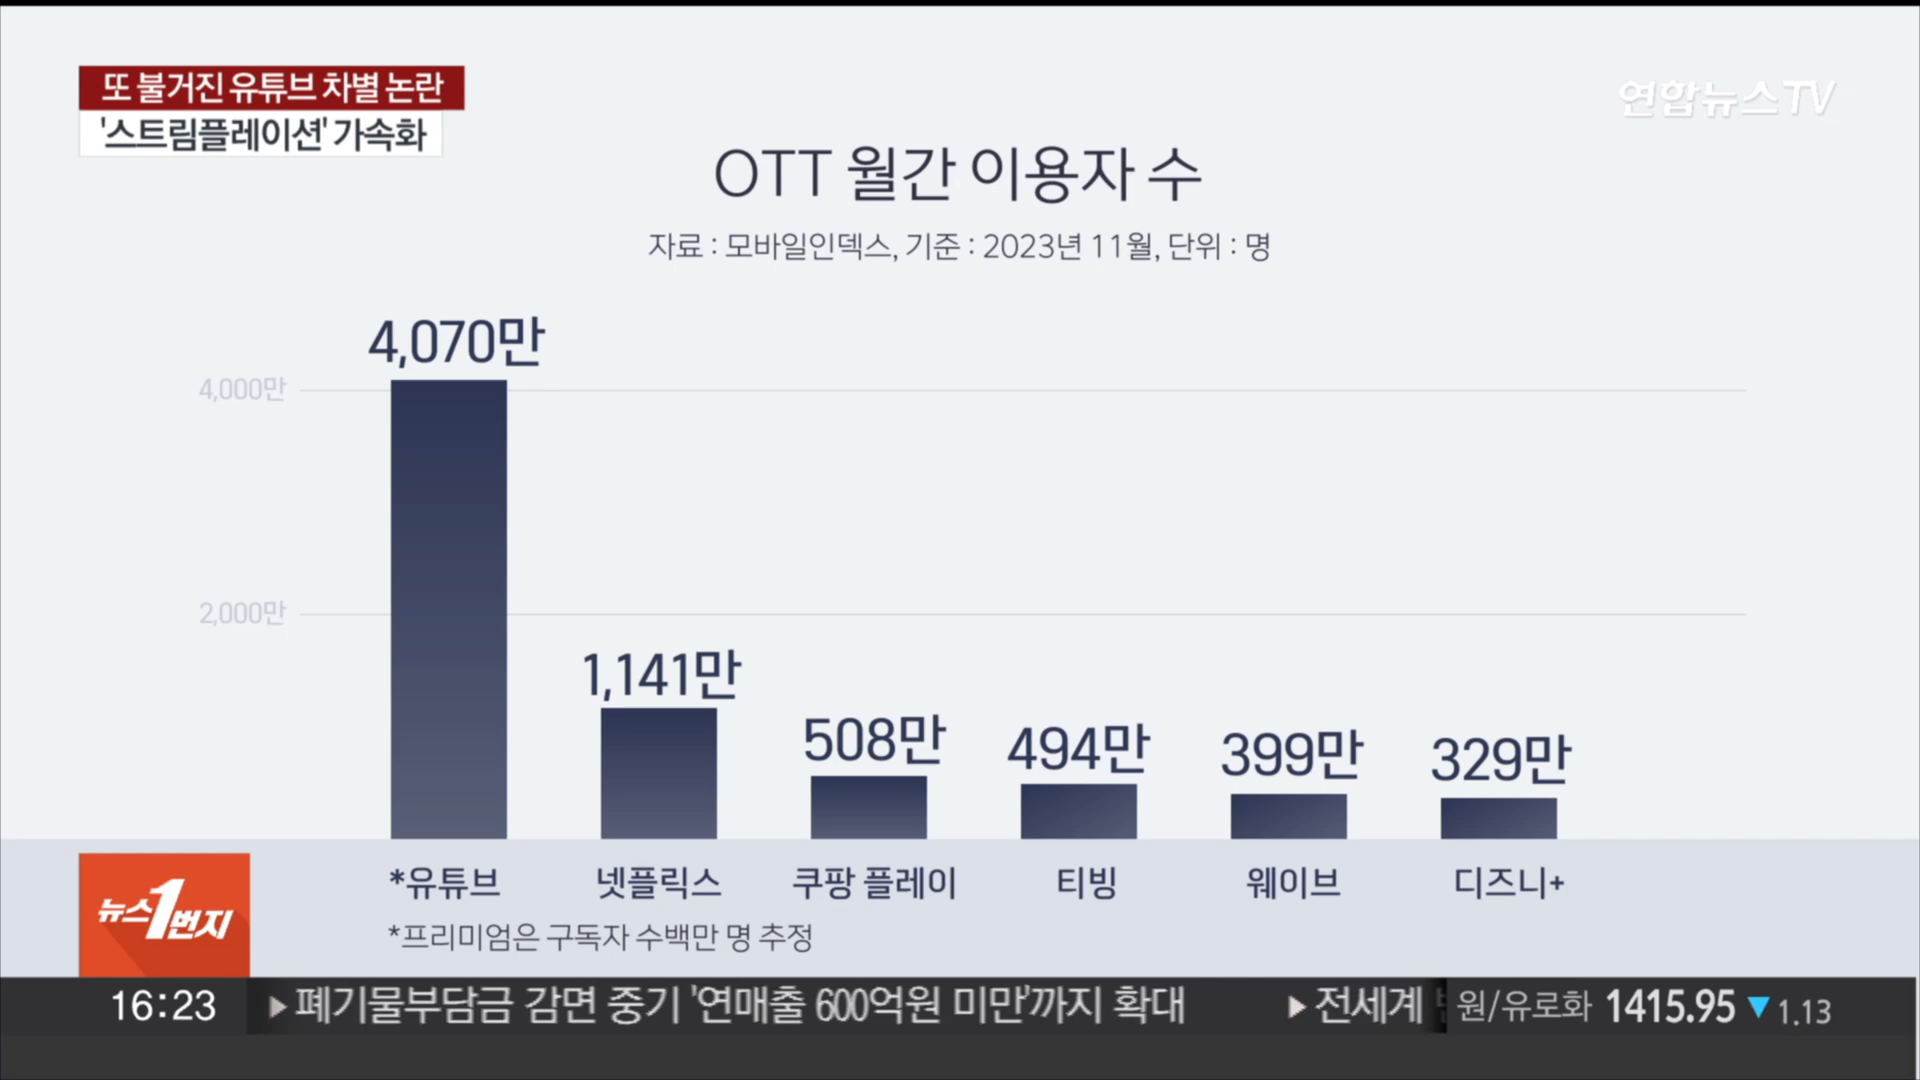 또 불거진 유튜브 차별 논란
'스트림플레이션' 가속화
연합뉴스TV
OTT 월간 이용자 수
자료 : 모바일인덱스, 기준 : 2023년 11월, 단위 : 명
4,000만
2,000만
4,070만
1,141만
508만
494만
399만
329만
*유튜브
넷플릭스
쿠팡 플레이
티빙
웨이브
디즈니+
*프리미엄은 구독자 수백만 명 추정
뉴스1번지
16:23
▶폐기물부담금 감면 중기 '연매출 600억원 미만'까지 확대 ▶전세계
원/유로화 1415.95 ▼1.13